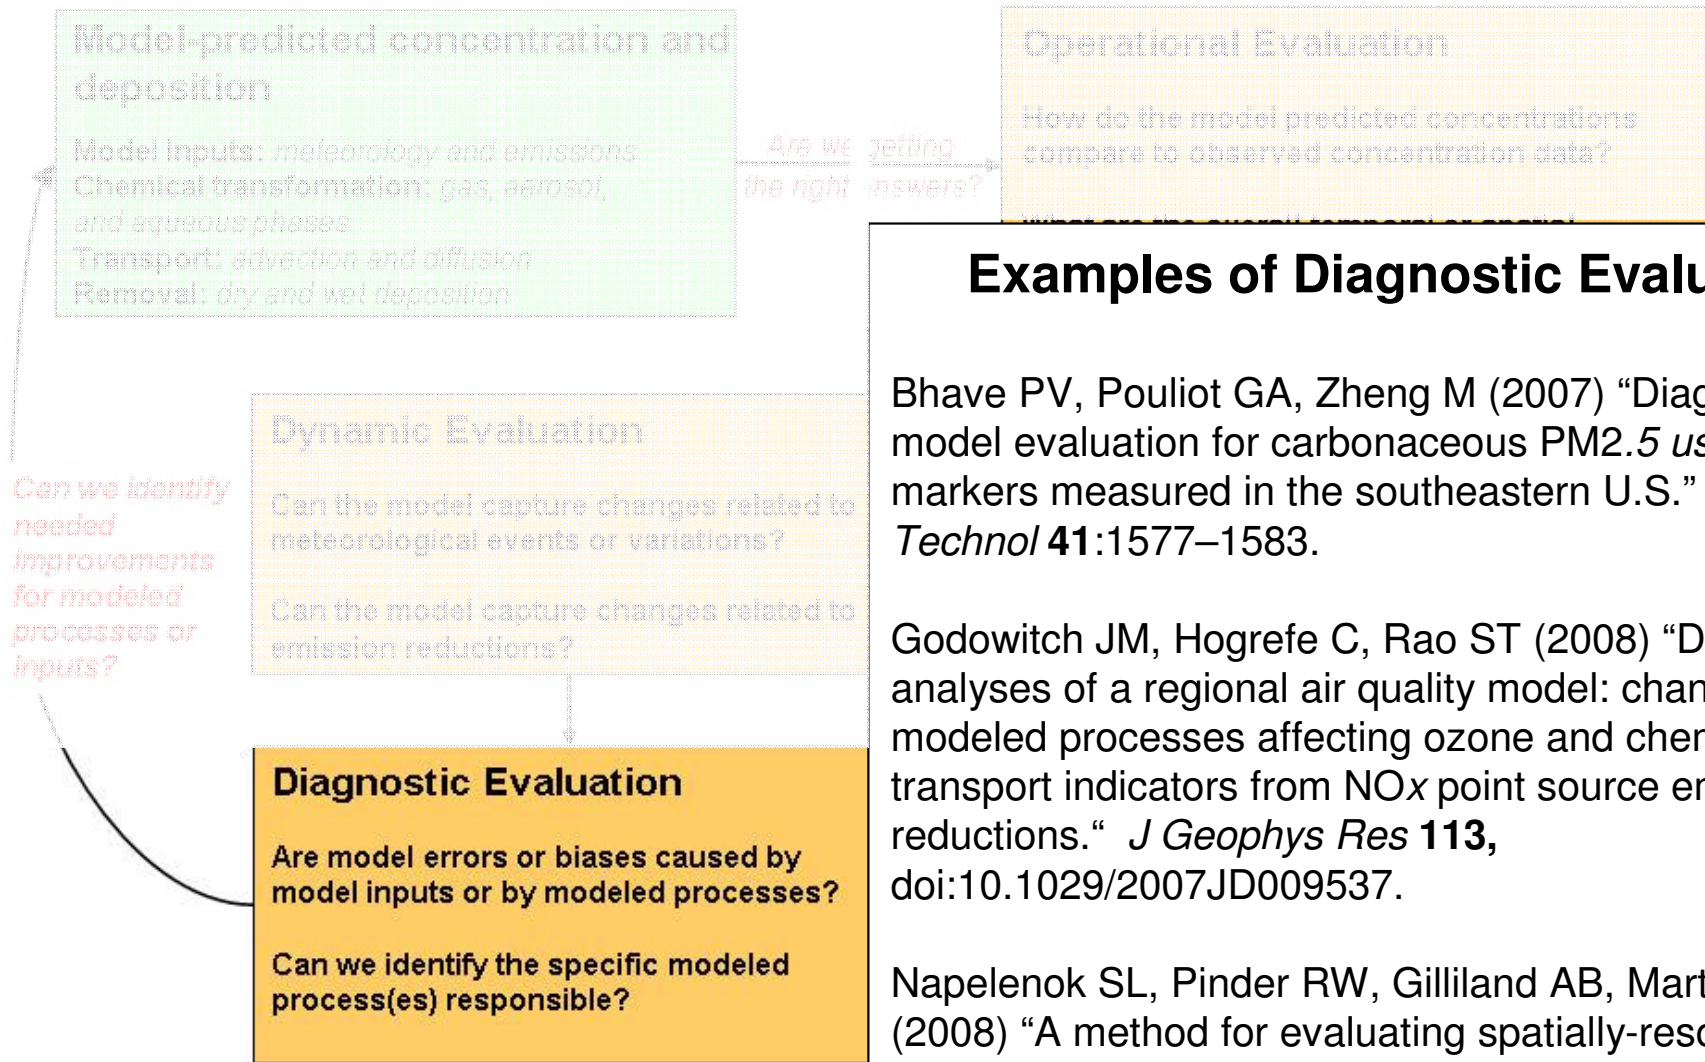 Model-predicted concentration and
deposition
Model inputs: meteorology and emissions
Chemical transformation: gas, aerosol,
and aqueous phases
Transport: advection and diffusion
Removal: dry and wet deposition
Are we getting
the right answers?
Operational Evaluation
How do the model predicted concentrations
compare to observed concentration data?
What are the overall temporal or spatial
Can we identify
needed
improvements
for modeled
processes or
inputs?
Dynamic Evaluation
Can the model capture changes related to
meteorological events or variations?
Can the model capture changes related to
emission reductions?
Diagnostic Evaluation
Are model errors or biases caused by
model inputs or by modeled processes?
Can we identify the specific modeled
process(es) responsible?
Examples of Diagnostic Evalu
Bhave PV, Pouliot GA, Zheng M (2007) “Diag
model evaluation for carbonaceous PM2.5 us
markers measured in the southeastern U.S.”
Technol 41:1577–1583.
Godowitch JM, Hogrefe C, Rao ST (2008) “D
analyses of a regional air quality model: chan
modeled processes affecting ozone and chem
transport indicators from NOx point source em
reductions.“ J Geophys Res 113,
doi:10.1029/2007JD009537.
Napelenok SL, Pinder RW, Gilliland AB, Mart
(2008) “A method for evaluating spatially-reso